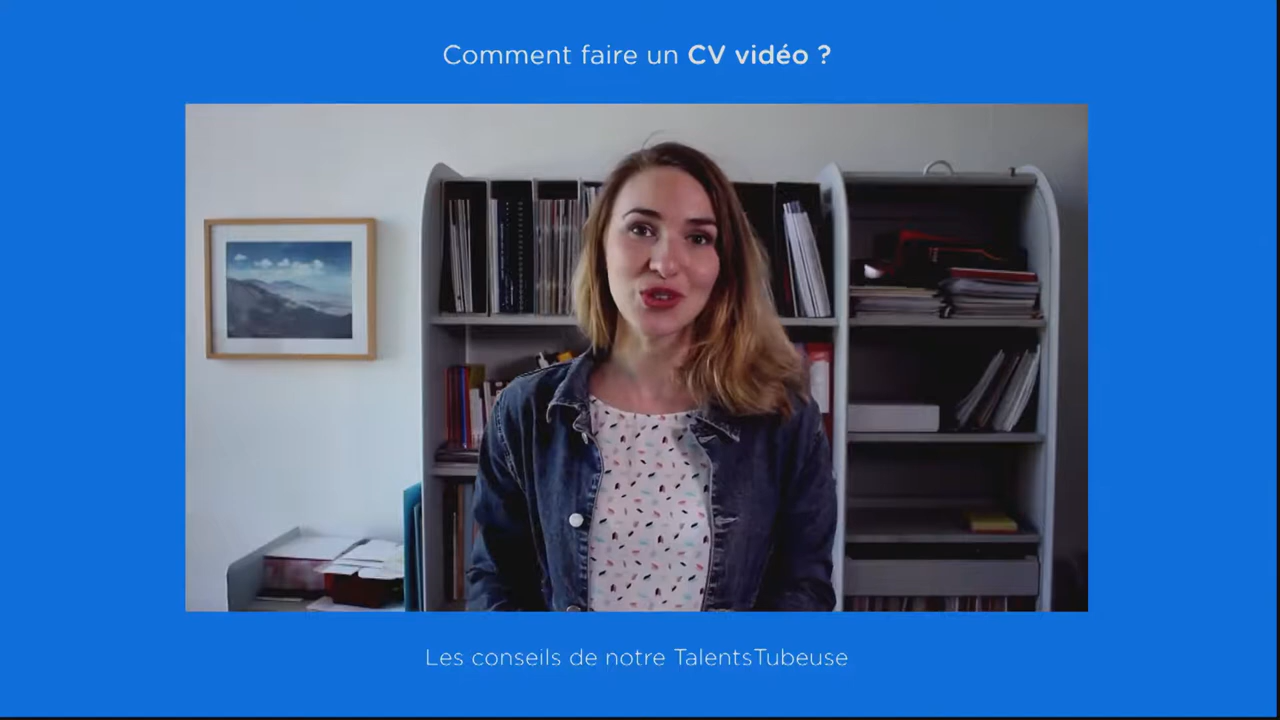 Comment faire un CV vidéo ?
Les conseils de notre TalentsTubeuse